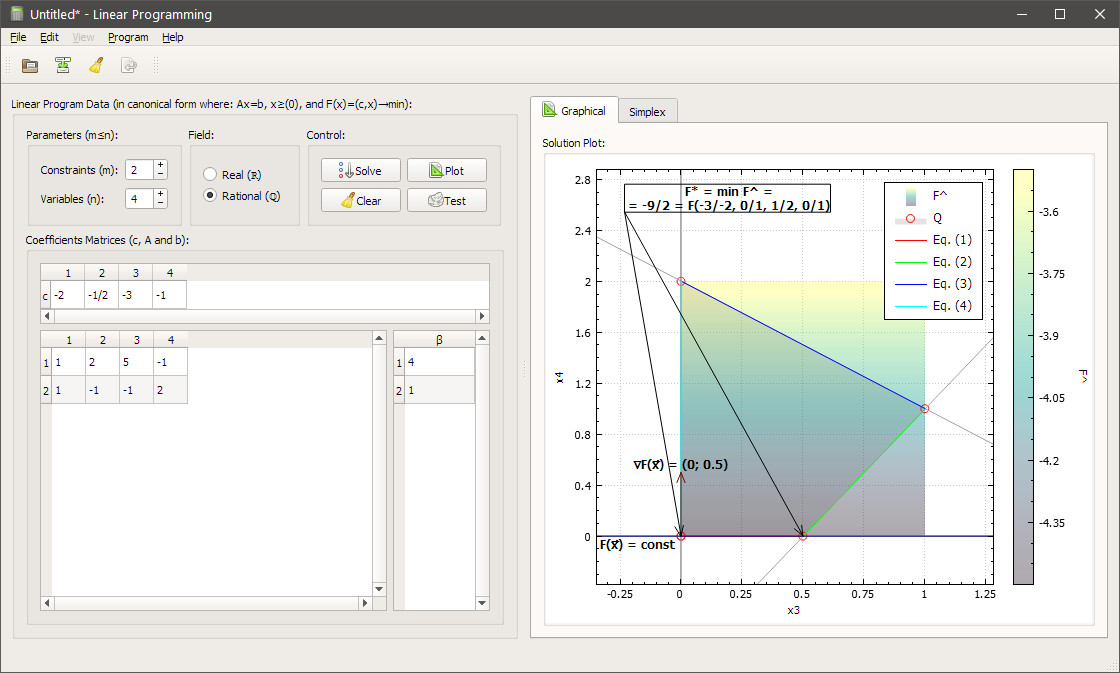 Untitled* - Linear Programming
File Edit View Program Help
Linear Program Data (in canonical form where: Ax=b, x≥(0), and F(x)=(c,x)→min):
Parameters (m≤n):
Constraints (m): 2
Variables (n): 4
Field:
Real (ℝ)
Rational (ℚ)
Control:
Solve Plot
Clear Test
Coefficients Matrices (c, A and b):
1 2 3 4
c -2 -1/2 -3 -1
1 2 3 4
1 1 2 5 -1
2 1 -1 -1 2
β
1 4
2 1
Graphical Simplex
Solution Plot:
F* = min F^ =
= -9/2 = F(-3/-2, 0/1, 1/2, 0/1)
F^
Q
Eq. (1)
Eq. (2)
Eq. (3)
Eq. (4)
2.8
2.4
2
1.6
1.2
0.8
0.4
0
x4
∇F(x⃗) = (0; 0.5)
F(x⃗) = const
-0.25 0 0.25 0.5 0.75 1 1.25
x3
-3.6
-3.75
-3.9
-4.05
-4.2
-4.35
F^